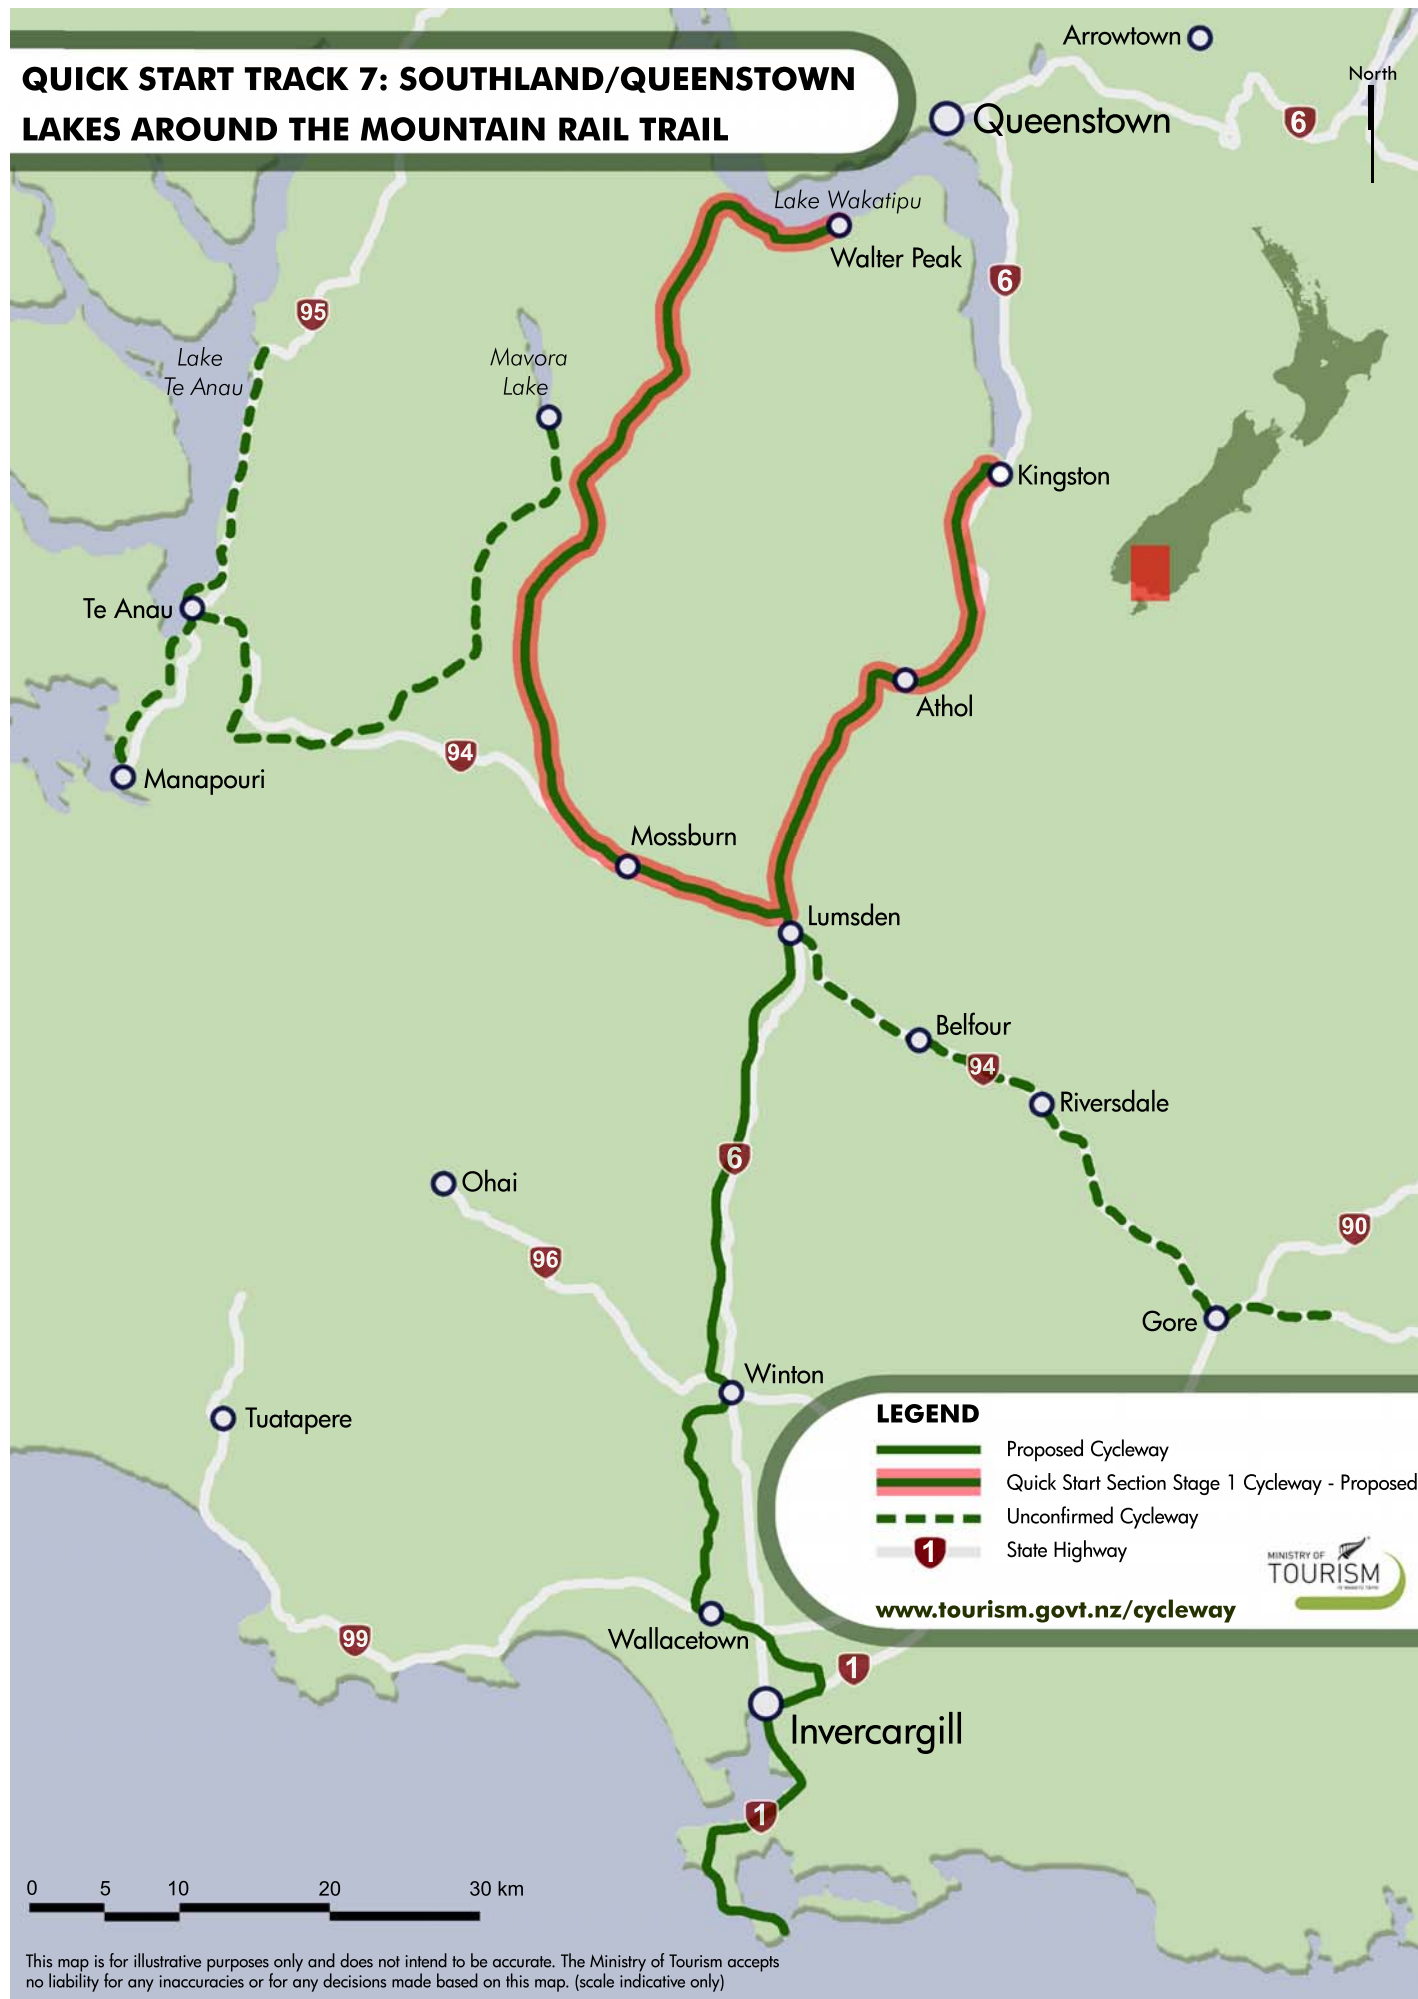 QUICK START TRACK 7: SOUTHLAND/QUEENSTOWN
LAKES AROUND THE MOUNTAIN RAIL TRAIL
Arrowtown
North
Queenstown
6
Lake Wakatipu
Walter Peak
6
95
Lake
Te Anau
Mavora
Lake
Kingston
Te Anau
Athol
94
Manapouri
Mossburn
Lumsden
Belfour
94
Riversdale
6
Ohai
96
90
Gore
Winton
Tuatapere
LEGEND
Proposed Cycleway
Quick Start Section Stage 1 Cycleway - Proposed
Unconfirmed Cycleway
1
State Highway
MINISTRY OF
TOURISM
www.tourism.govt.nz/cycleway
Wallacetown
99
1
Invercargill
1
0 5 10 20 30 km
This map is for illustrative purposes only and does not intend to be accurate. The Ministry of Tourism accepts
no liability for any inaccuracies or for any decisions made based on this map. (scale indicative only)